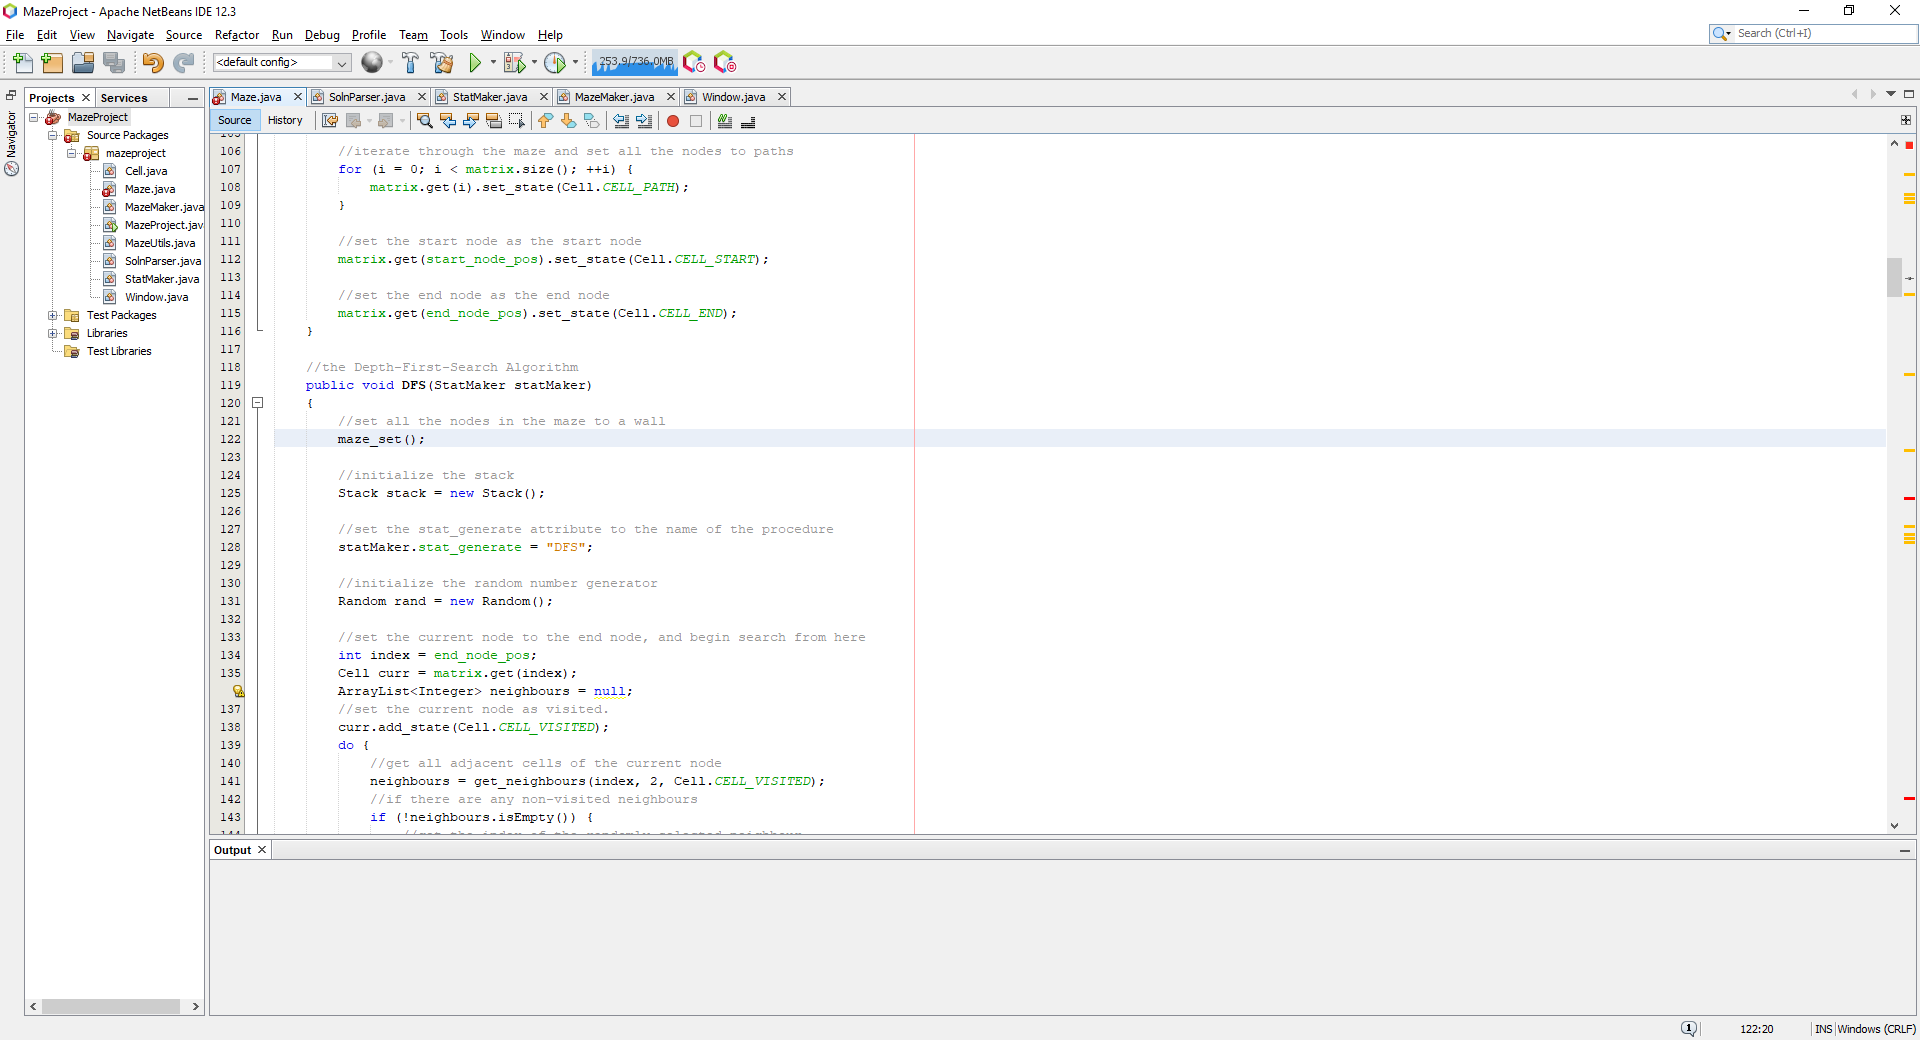 MazeProject - Apache NetBeans IDE 12.3
File Edit View Navigate Source Refactor Run Debug Profile Team Tools Window Help
Search (Ctrl+I)
<default config>
253.9/736.0MB
Projects
Services
Navigator
MazeProject
Source Packages
mazeproject
Cell.java
Maze.java
MazeMaker.java
MazeProject.jav
MazeUtils.java
SolnParser.java
StatMaker.java
Window.java
Test Packages
Libraries
Test Libraries
Maze.java SolnParser.java StatMaker.java MazeMaker.java Window.java
Source History
105
106 //iterate through the maze and set all the nodes to paths
107 for (i = 0; i < matrix.size(); ++i) {
108 matrix.get(i).set_state(Cell.CELL_PATH);
109 }
110
111 //set the start node as the start node
112 matrix.get(start_node_pos).set_state(Cell.CELL_START);
113
114 //set the end node as the end node
115 matrix.get(end_node_pos).set_state(Cell.CELL_END);
116 }
117
118 //the Depth-First-Search Algorithm
119 public void DFS(StatMaker statMaker)
120 {
121 //set all the nodes in the maze to a wall
122 maze_set();
123
124 //initialize the stack
125 Stack stack = new Stack();
126
127 //set the stat_generate attribute to the name of the procedure
128 statMaker.stat_generate = "DFS";
129
130 //initialize the random number generator
131 Random rand = new Random();
132
133 //set the current node to the end node, and begin search from here
134 int index = end_node_pos;
135 Cell curr = matrix.get(index);
ArrayList<Integer> neighbours = null;
137 //set the current node as visited.
138 curr.add_state(Cell.CELL_VISITED);
139 do {
140 //get all adjacent cells of the current node
141 neighbours = get_neighbours(index, 2, Cell.CELL_VISITED);
142 //if there are any non-visited neighbours
143 if (!neighbours.isEmpty()) {
144 //get the index of the randomly selected neighbour
Output
1
122:20
INS
Windows (CRLF)